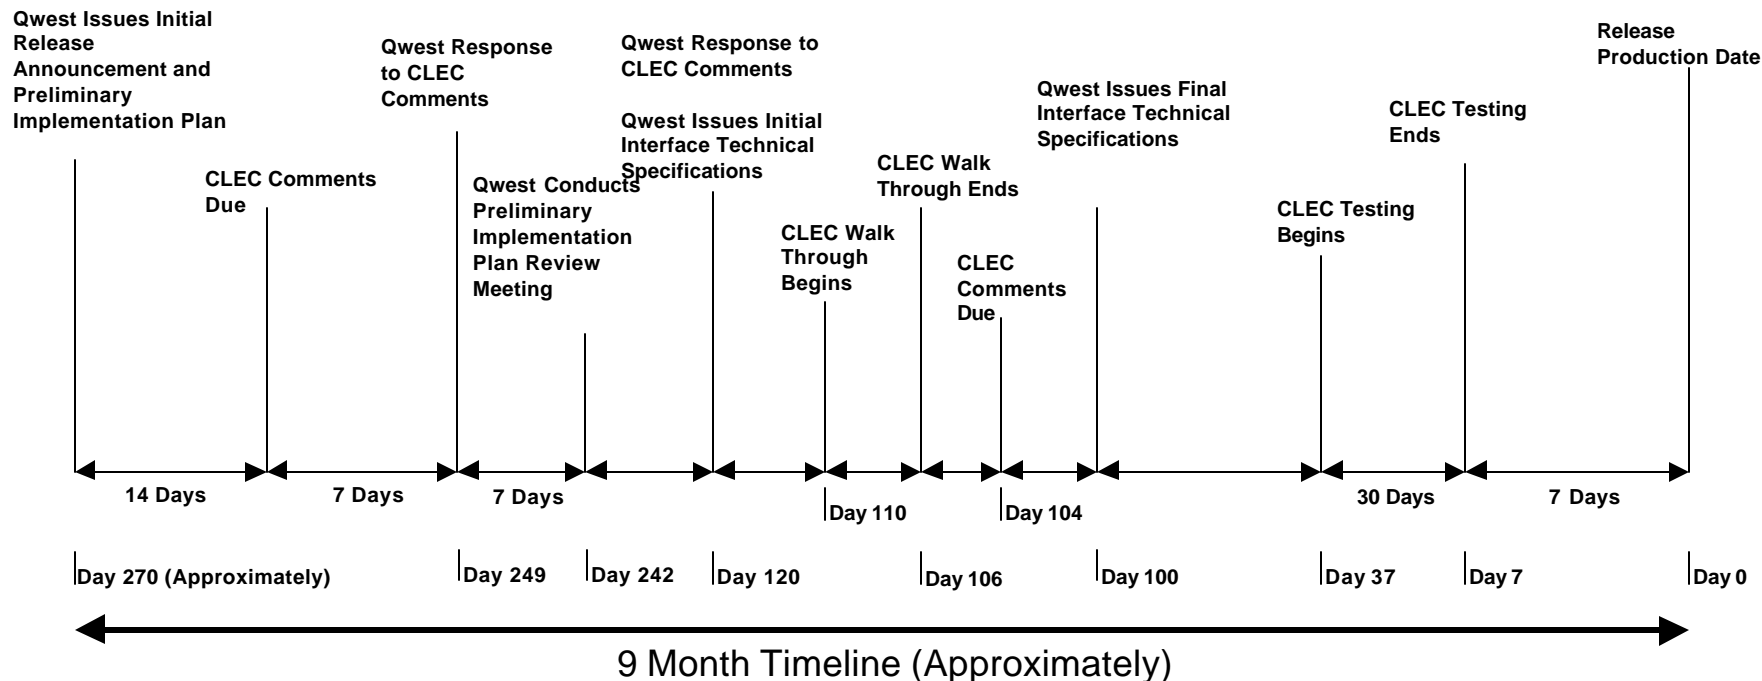 Qwest Issues Initial
Release
Announcement and
Preliminary
Implementation Plan
CLEC Comments
Due
Qwest Response
to CLEC
Comments
Qwest Conducts
Preliminary
Implementation
Plan Review
Meeting
Qwest Response to
CLEC Comments
Qwest Issues Initial
Interface Technical
Specifications
CLEC Walk
Through
Begins
CLEC Walk
Through Ends
CLEC
Comments
Due
Qwest Issues Final
Interface Technical
Specifications
CLEC Testing
Begins
CLEC Testing
Ends
Release
Production Date
14 Days
7 Days
7 Days
30 Days
7 Days
Day 110
Day 104
Day 270 (Approximately)
Day 249
Day 242
Day 120
Day 106
Day 100
Day 37
Day 7
Day 0
9 Month Timeline (Approximately)